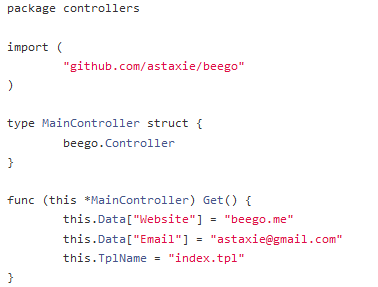 package controllers
import (
"github.com/astaxie/beego"
)
type MainController struct {
beego.Controller
}
func (this *MainController) Get() {
this.Data["Website"] = "beego.me"
this.Data["Email"] = "astaxie@gmail.com"
this.TplName = "index.tpl"
}